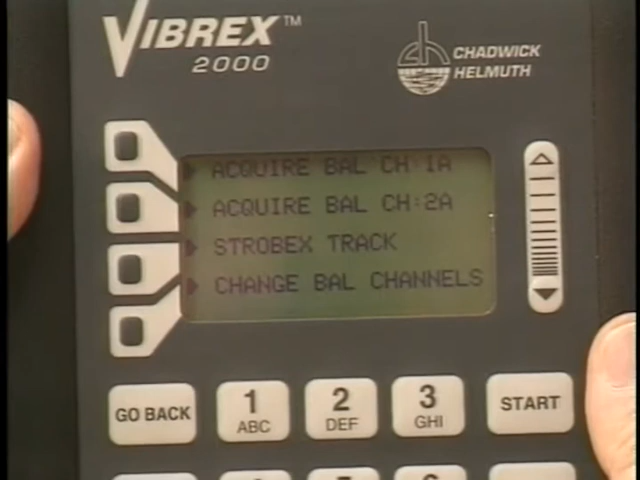 VIBREX™
2000
CHADWICK
HELMUTH
ACQUIRE BAL CH:1A
ACQUIRE BAL CH:2A
STROBEX TRACK
CHANGE BAL CHANNELS
GO BACK
1
ABC
2
DEF
3
GHI
START